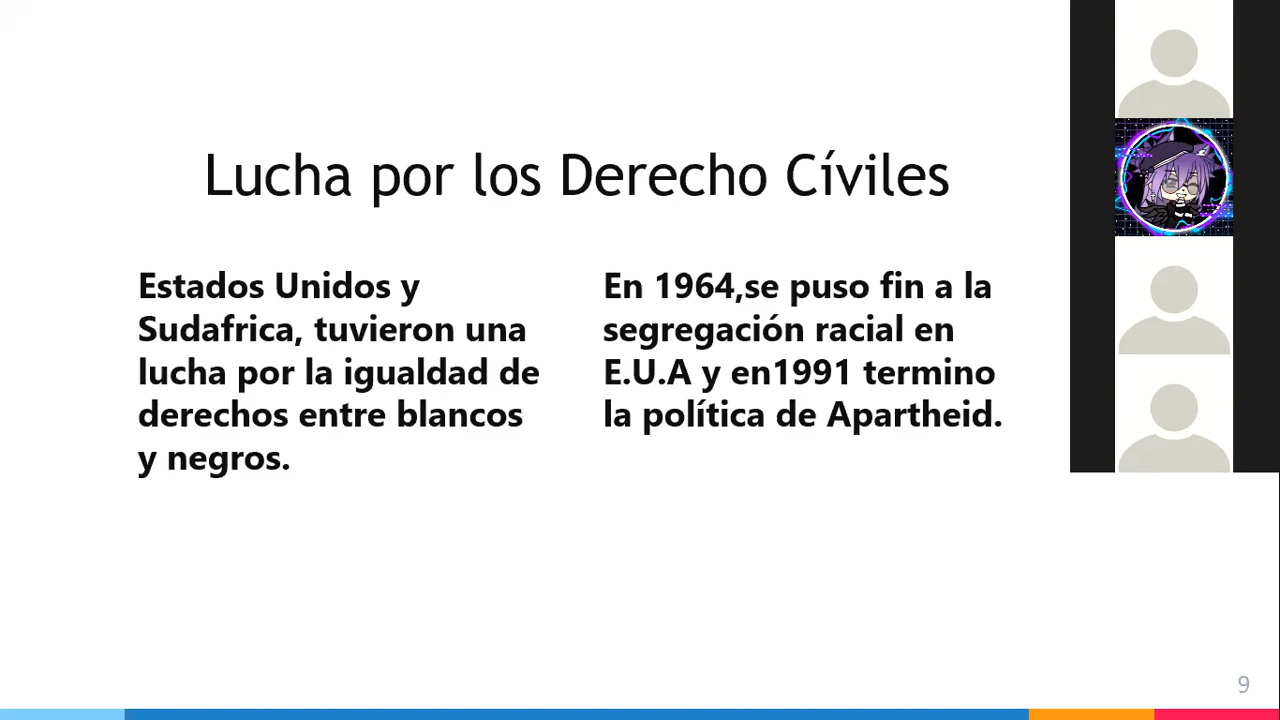 Lucha por los Derecho Cíviles
Estados Unidos y
Sudafrica, tuvieron una
lucha por la igualdad de
derechos entre blancos
y negros.
En 1964,se puso fin a la
segregación racial en
E.U.A y en1991 termino
la política de Apartheid.
9